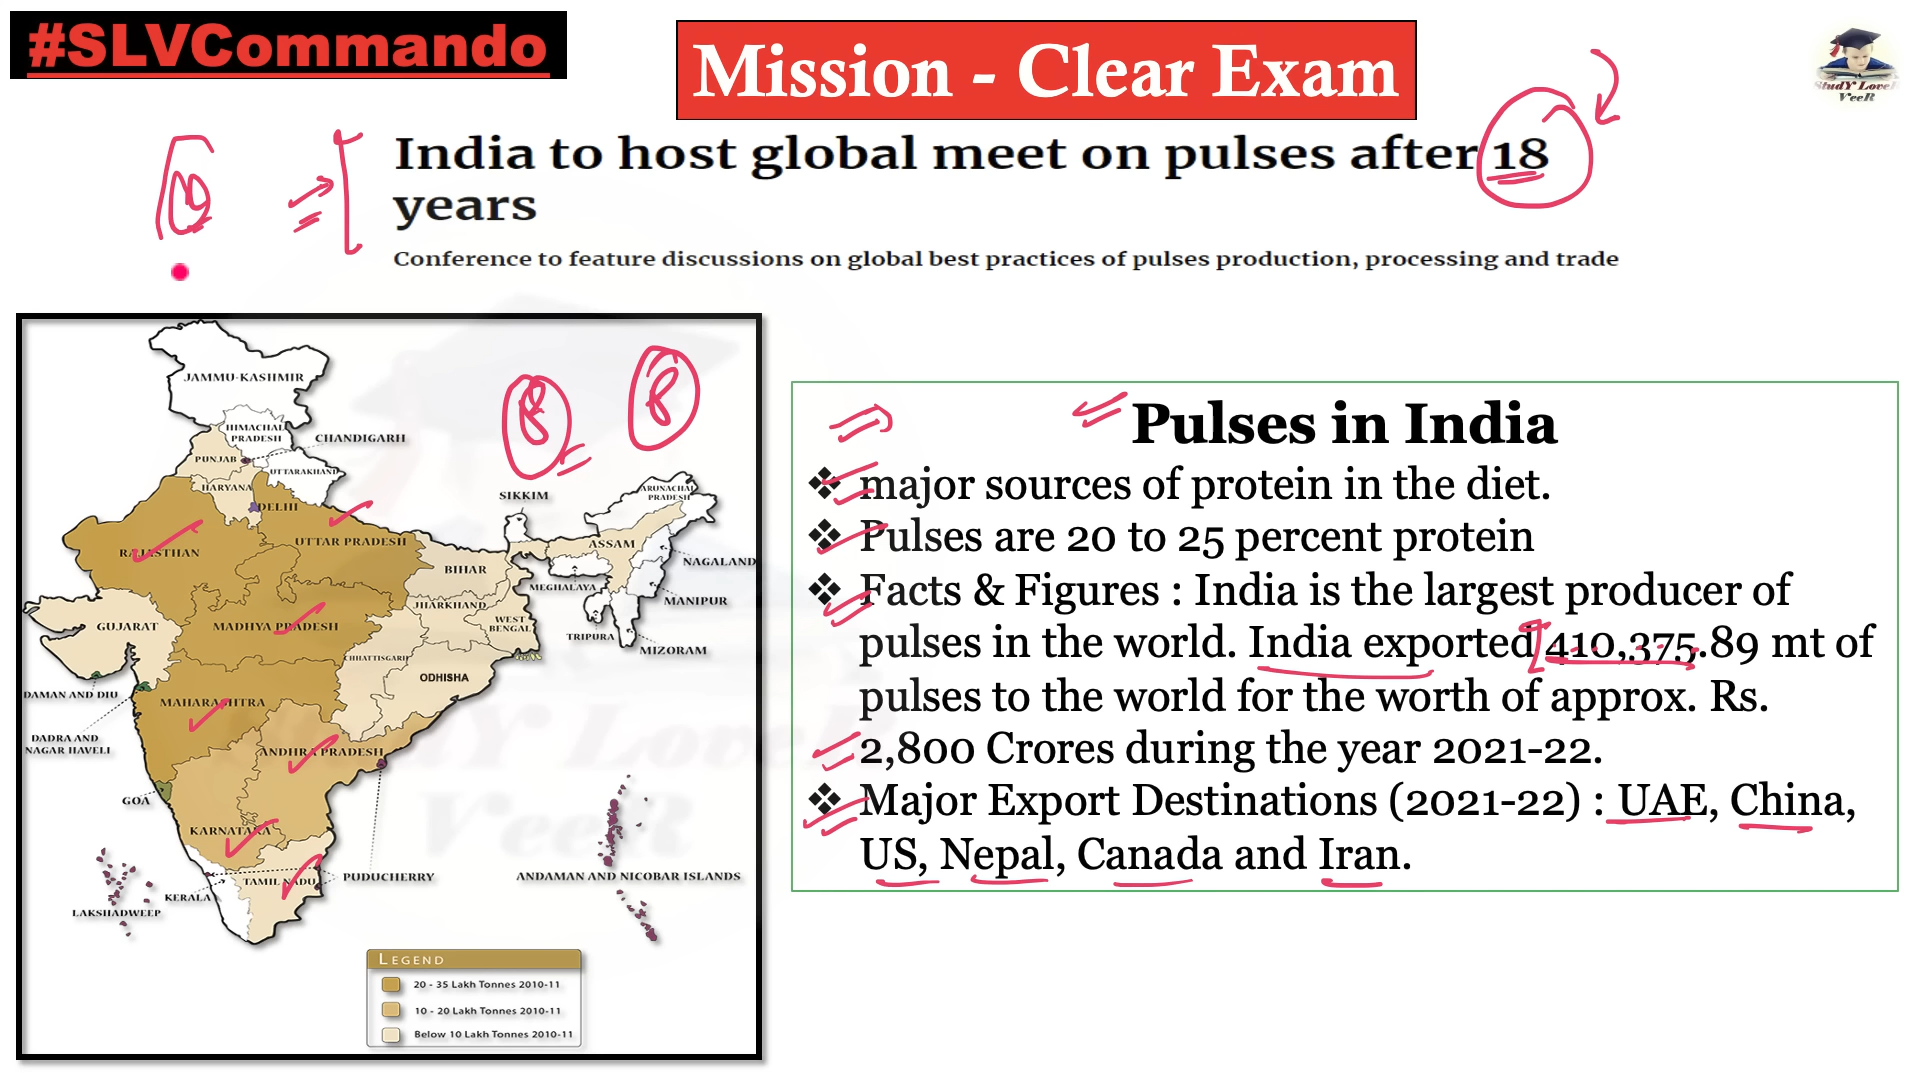 #SLVCommando
Mission - Clear Exam
StudY LoveR
VeeR
India to host global meet on pulses after 18
years
Conference to feature discussions on global best practices of pulses production, processing and trade
JAMMU-KASHMIR
HIMACHAL
PRADESH
CHANDIGARH
PUNJAB
UTTARAKHAND
HARYANA
DELHI
SIKKIM
ARUNACHAL
PRADESH
RAJASTHAN
UTTAR PRADESH
ASSAM
NAGALAND
BIHAR
MEGHALAYA
MANIPUR
JHARKHAND
GUJARAT
MADHYA PRADESH
WEST
BENGAL
TRIPURA
MIZORAM
CHHATTISGARH
ODISHA
DAMAN AND DIU
MAHARASHTRA
DADRA AND
NAGAR HAVELI
ANDHRA PRADESH
GOA
KARNATAKA
PUDUCHERRY
TAMIL NADU
KERALA
LAKSHADWEEP
ANDAMAN AND NICOBAR ISLANDS
LEGEND
20 - 35 Lakh Tonnes 2010-11
10 - 20 Lakh Tonnes 2010-11
Below 10 Lakh Tonnes 2010-11
Pulses in India
❖ major sources of protein in the diet.
❖ Pulses are 20 to 25 percent protein
❖ Facts & Figures : India is the largest producer of
pulses in the world. India exported 410,375.89 mt of
pulses to the world for the worth of approx. Rs.
2,800 Crores during the year 2021-22.
❖ Major Export Destinations (2021-22) : UAE, China,
US, Nepal, Canada and Iran.
StudY LoveR
VeeR